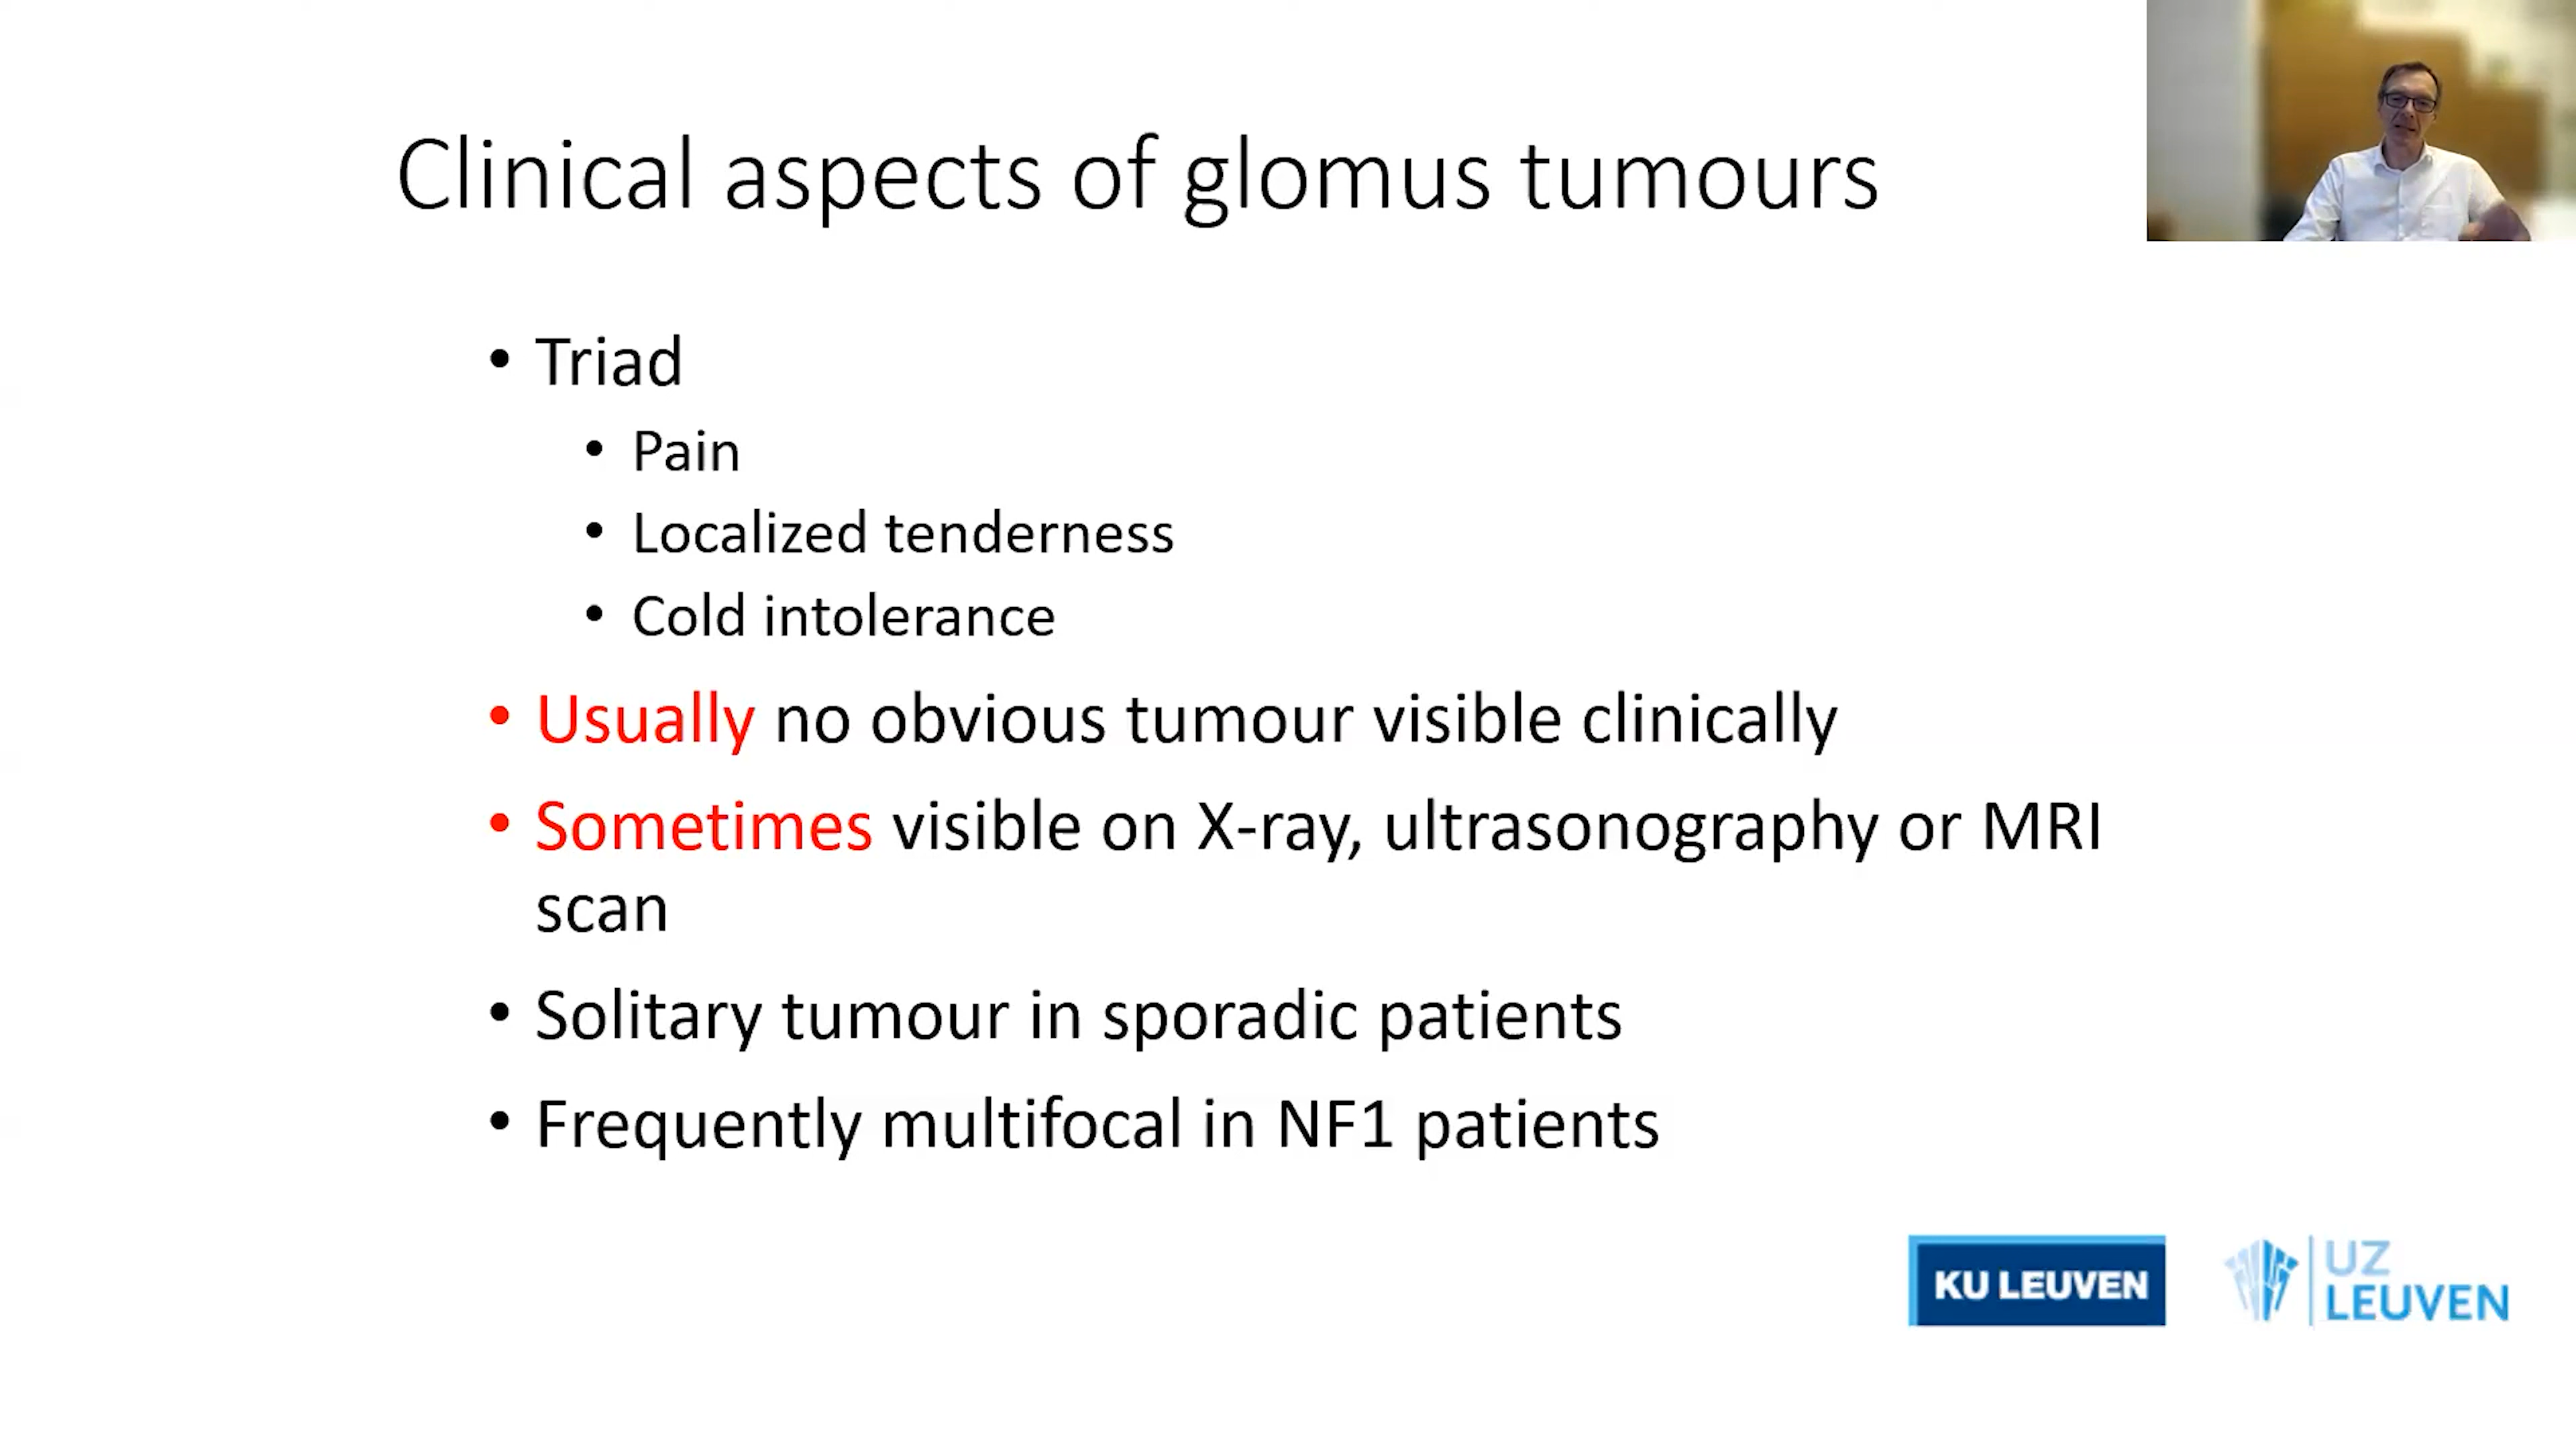 Clinical aspects of glomus tumours
• Triad
• Pain
• Localized tenderness
• Cold intolerance
• Usually no obvious tumour visible clinically
• Sometimes visible on X-ray, ultrasonography or MRI
scan
• Solitary tumour in sporadic patients
• Frequently multifocal in NF1 patients
KU LEUVEN
UZ
LEUVEN